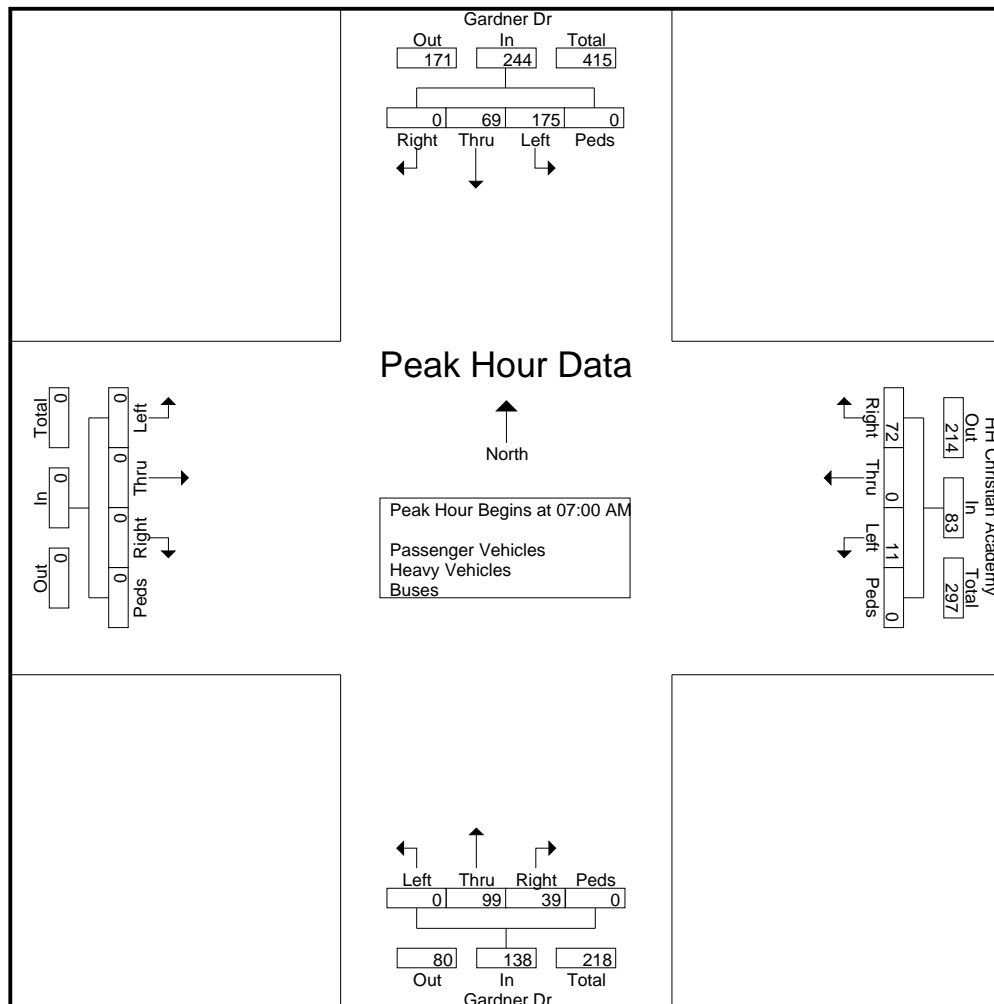 Gardner Dr
Out In Total
171 244 415
0 69 175 0
Right Thru Left Peds
Peak Hour Data
North
Peak Hour Begins at 07:00 AM
Passenger Vehicles
Heavy Vehicles
Buses
Total In Out
0 0 0
0 0 0 0
Left Thru Right Peds
HH Christian Academy
Out In Total
214 83 297
72 0 11 0
Right Thru Left Peds
Left Thru Right Peds
0 99 39 0
80 138 218
Out In Total
Gardner Dr